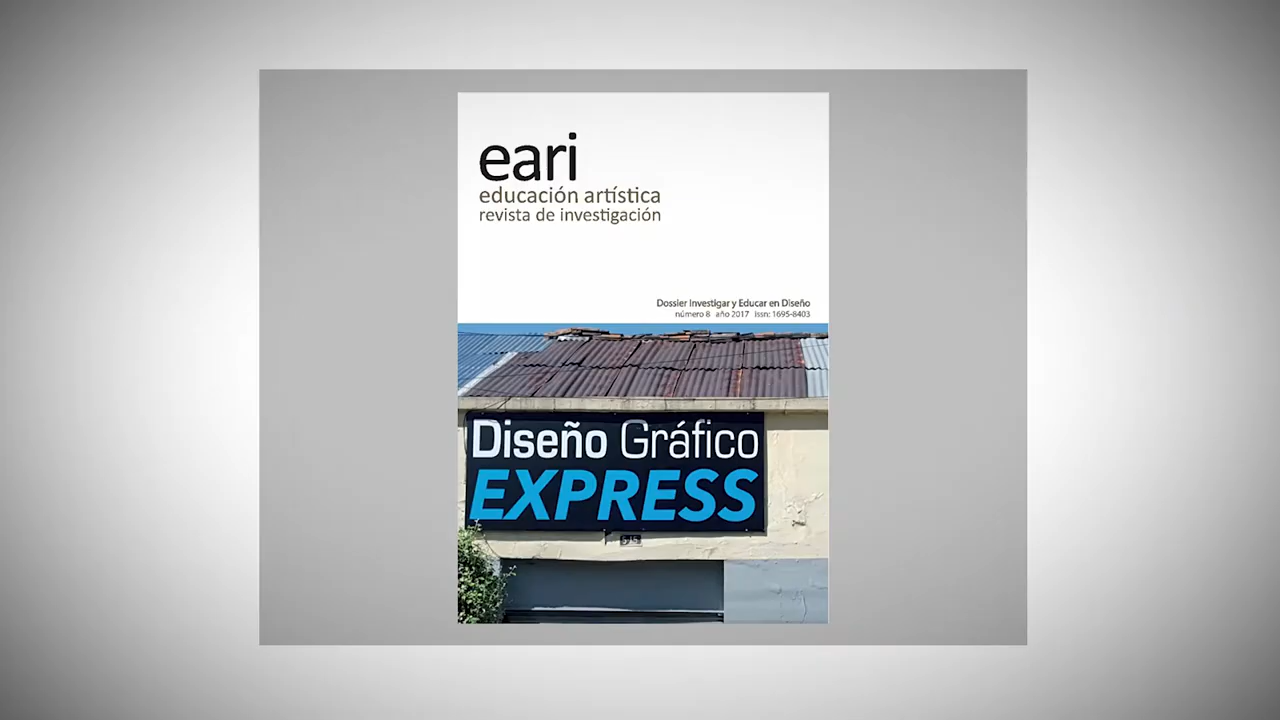 eari
educación artística
revista de investigación
Dossier Investigar y Educar en Diseño
número 8 año 2017 issn: 1695-8403
Diseño Gráfico
EXPRESS